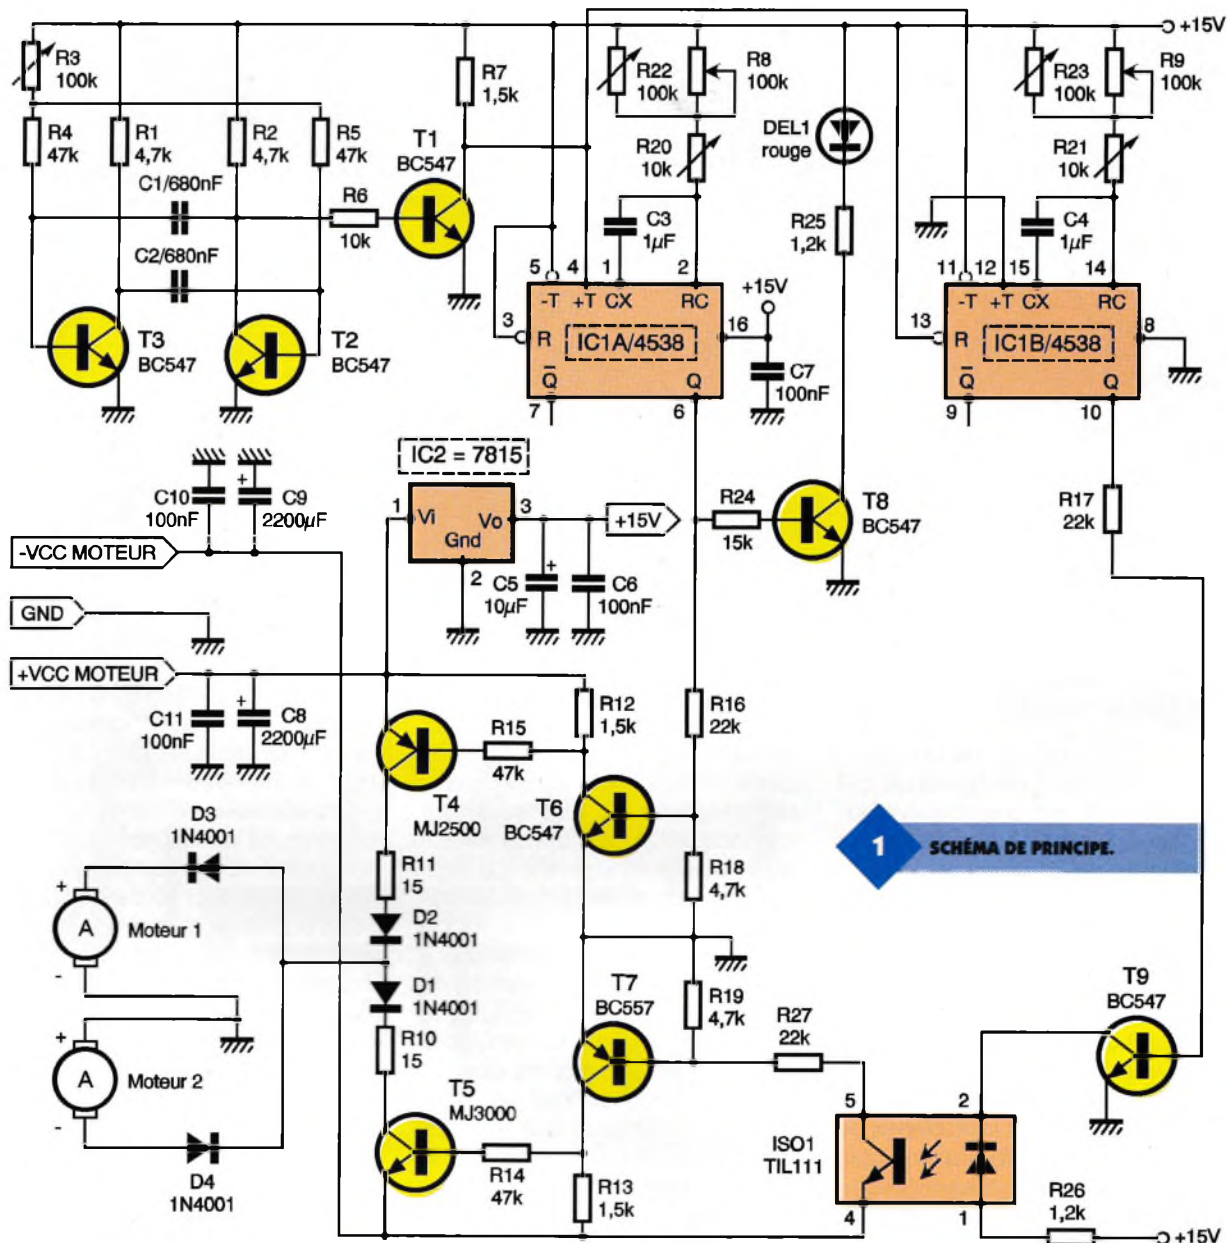 +15V
R3
100k
R4
47k
R1
4,7k
R2
4,7k
R5
47k
C1/680nF
C2/680nF
R6
10k
T1
BC547
R7
1,5k
T3
BC547
T2
BC547
R22
100k
R8
100k
R20
10k
C3
1µF
5
4
1
2
-T
+T
CX
RC
3
R
IC1A/4538
16
Q
Q
7
6
+15V
C7
100nF
DEL1
rouge
R25
1,2k
R23
100k
R9
100k
R21
10k
C4
1µF
11
12
15
14
-T
+T
CX
RC
13
R
IC1B/4538
8
Q
Q
9
10
R17
22k
IC2 = 7815
1
Vi
Vo
3
Gnd
2
+15V
C5
10µF
+
C6
100nF
R24
15k
T8
BC547
C10
100nF
+
C9
2200µF
-VCC MOTEUR
GND
+VCC MOTEUR
C11
100nF
+
C8
2200µF
R12
1,5k
R16
22k
R15
47k
T4
MJ2500
T6
BC547
R18
4,7k
1
SCHÉMA DE PRINCIPE.
D3
1N4001
+
A
Moteur 1
-
R11
15
D2
1N4001
D1
1N4001
R10
15
+
A
Moteur 2
-
D4
1N4001
T5
MJ3000
R14
47k
T7
BC557
R19
4,7k
R27
22k
R13
1,5k
T9
BC547
5
2
ISO1
TIL111
4
1
R26
1,2k
+15V